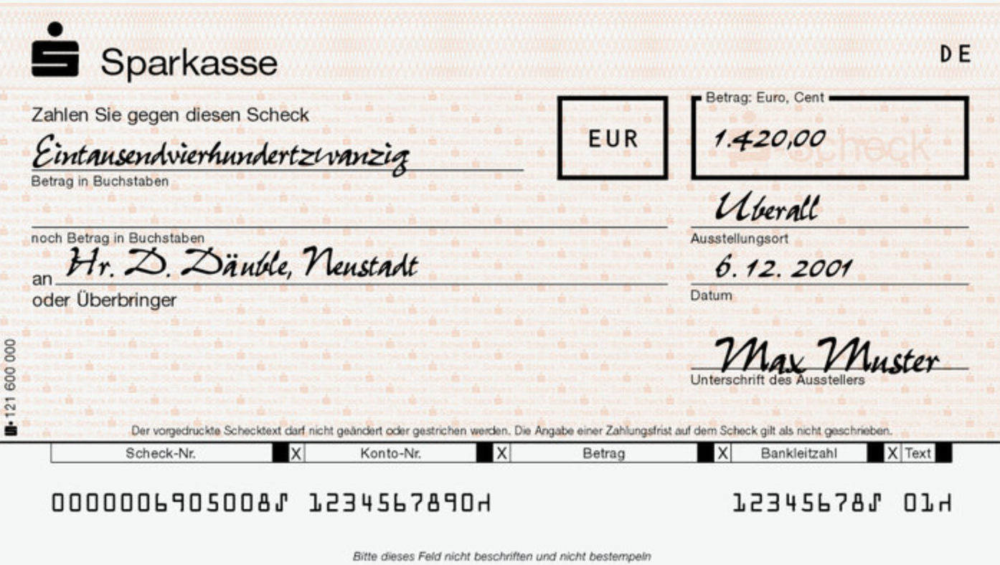 Sparkasse
DE
Zahlen Sie gegen diesen Scheck
Betrag: Euro, Cent
Eintausendvierhundertzwanzig
EUR
1.420,00
Scheck
Betrag in Buchstaben
Überall
noch Betrag in Buchstaben
Ausstellungsort
an Hr. D. Däuble, Neustadt
6. 12. 2001
oder Überbringer
Datum
Max Muster
Unterschrift des Ausstellers
121 600 000
Der vorgedruckte Schecktext darf nicht geändert oder gestrichen werden. Die Angabe einer Zahlungsfrist auf dem Scheck gilt als nicht geschrieben.
Scheck-Nr. X Konto-Nr. X Betrag X Bankleitzahl X Text
0000006905008⑀ 1234567890⑁ 12345678⑀ 01⑁
Bitte dieses Feld nicht beschriften und nicht bestempeln